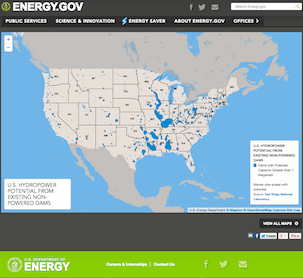 ENERGY.GOV
Search Energy.gov
PUBLIC SERVICES
SCIENCE & INNOVATION
ENERGY SAVER
ABOUT ENERGY.GOV
OFFICES
+
-
U.S. HYDROPOWER
POTENTIAL FROM
EXISTING NON-
POWERED DAMS
U.S. HYDROPOWER
POTENTIAL FROM
EXISTING NON-
POWERED DAMS
Dams with Potential
Capacity Greater than 1
Megawatt
Marker size scales with
potential.
Source: Oak Ridge National
Laboratory
U.S. Energy Department © Mapbox © OpenStreetMap Improve this map
VIEW ALL MAPS
Tweet
U.S. DEPARTMENT OF
ENERGY
Careers & Internships | Contact Us